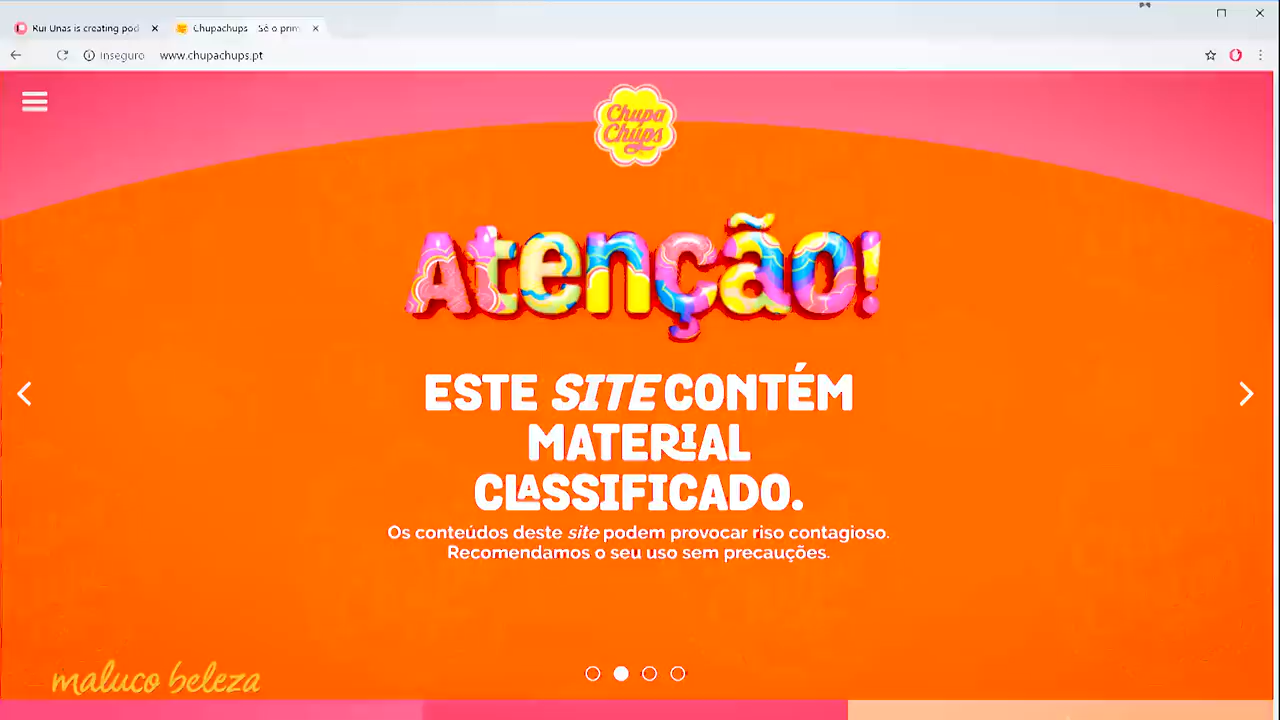 Rui Unas is creating pod
Chupachups
Só o prim
Inseguro
www.chupachups.pt
Chupa
Chups
Atenção!
ESTE SITE CONTÉM
MATERIAL
CLASSIFICADO.
Os conteúdos deste site podem provocar riso contagioso.
Recomendamos o seu uso sem precauções.
maluco beleza